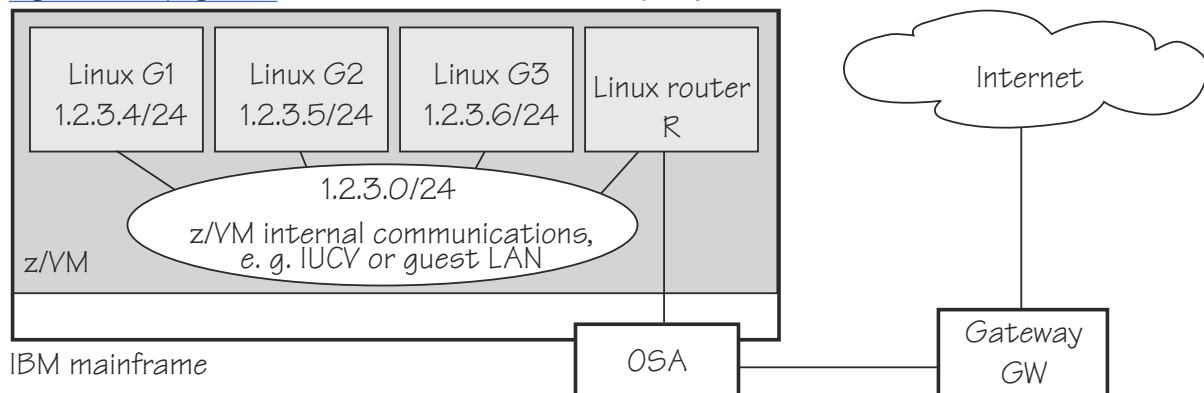 Linux G1
1.2.3.4/24
Linux G2
1.2.3.5/24
Linux G3
1.2.3.6/24
Linux router
R
1.2.3.0/24
z/VM internal communications,
e. g. IUCV or guest LAN
z/VM
IBM mainframe
OSA
Gateway
GW
Internet